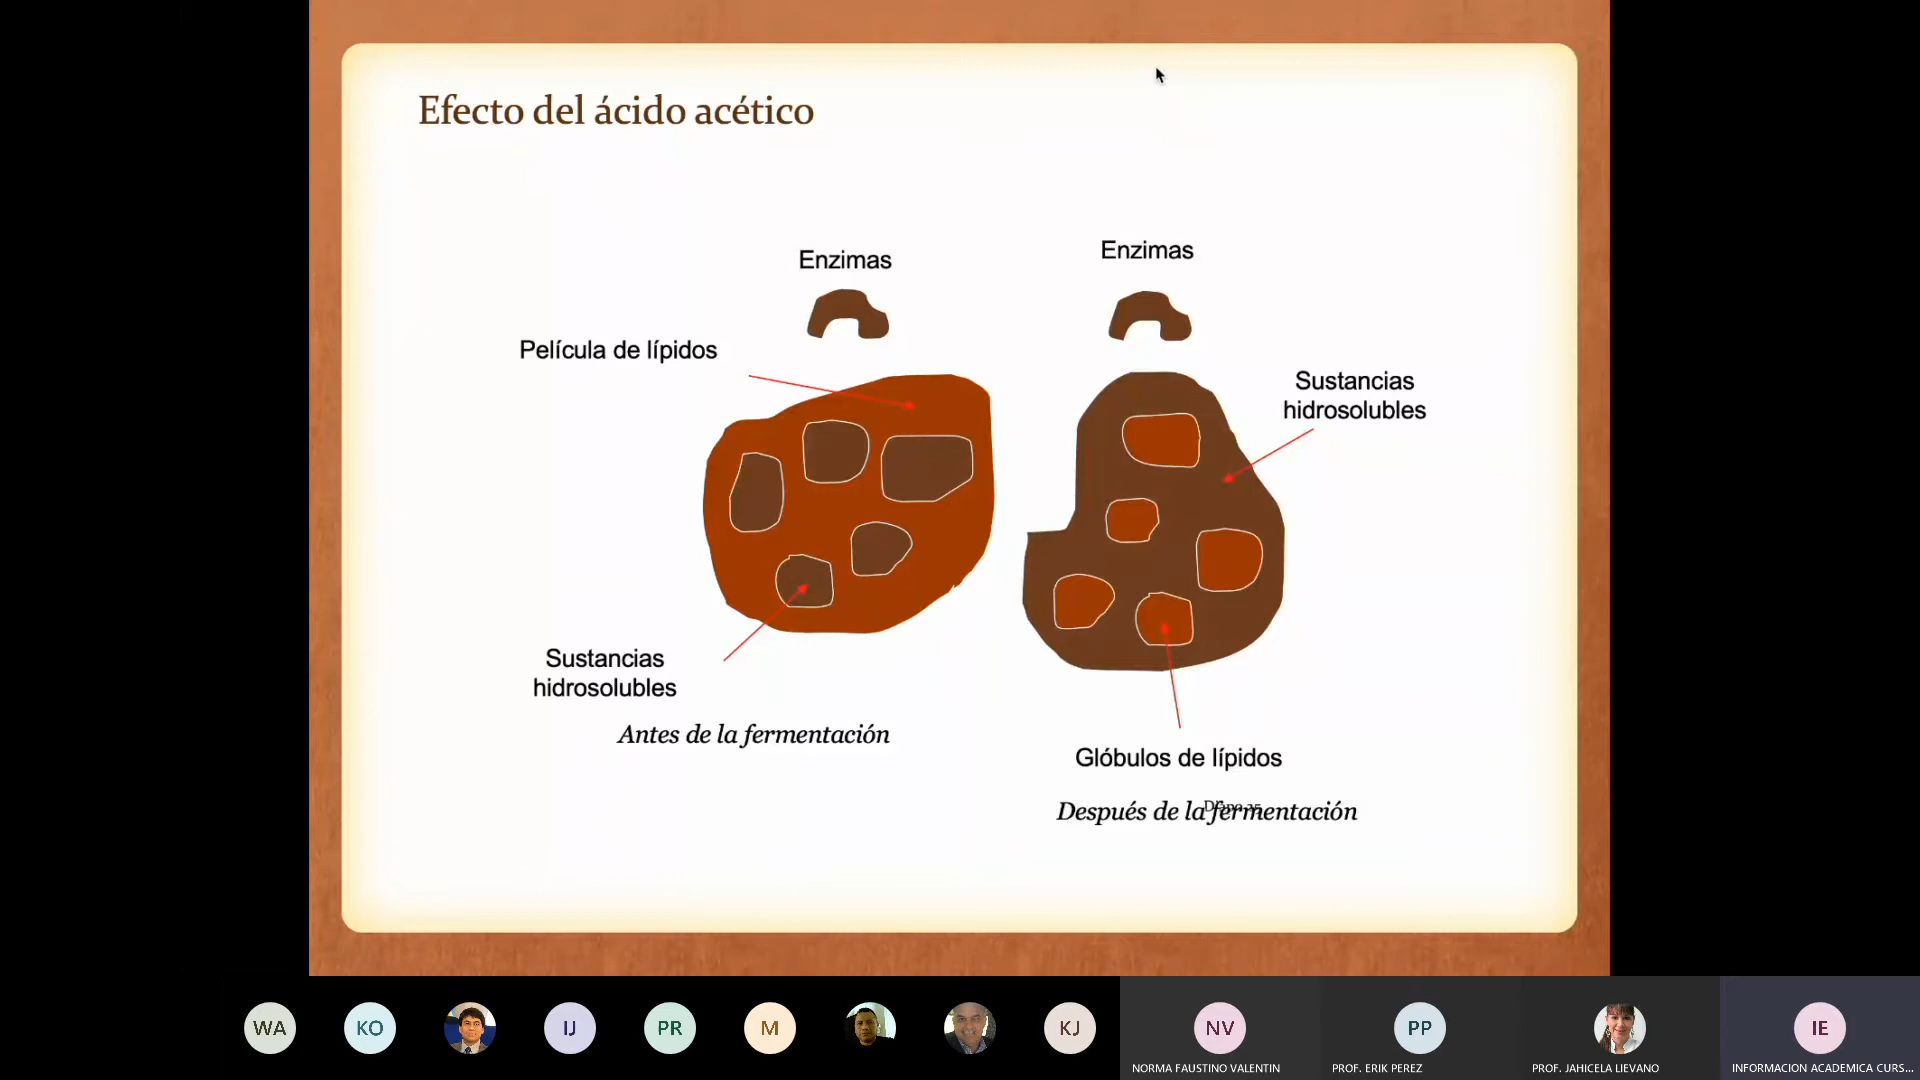 Efecto del ácido acético
Enzimas
Enzimas
Película de lípidos
Sustancias
hidrosolubles
Sustancias
hidrosolubles
Antes de la fermentación
Glóbulos de lípidos
Después de la fermentación
WA
KO
IJ
PR
M
KJ
NV
PP
IE
NORMA FAUSTINO VALENTIN
PROF. ERIK PEREZ
PROF. JAHICELA LIEVANO
INFORMACION ACADEMICA CURS...